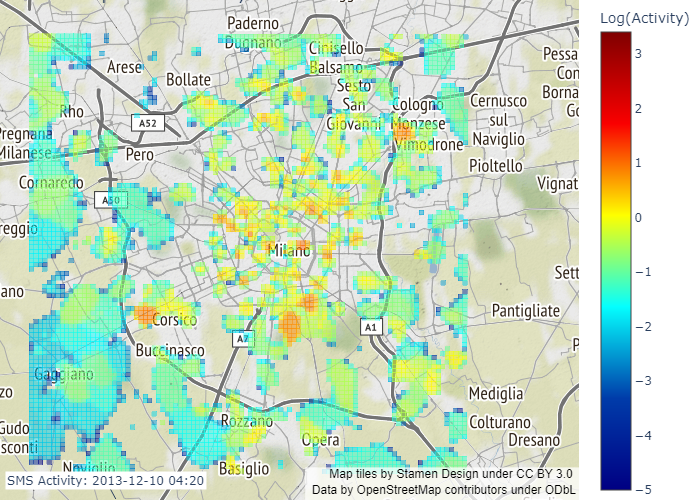 Paderno
Dugnano
Cinisello
Balsamo
Arese
Bollate
Sesto
San
Giovanni
Cologno
Monzese
Vimodrone
Cernusco
sul
Naviglio
Pessa
Con
Borna
Go
Rho
A52
Pregnana
Milanese
Pero
Pioltello
Cornaredo
A50
Vignat
reggio
Milano
Sett
ano
Corsico
A7
A1
Pantigliate
P
Buccinasco
Gaggiano
zo
Mediglia
Gudo
sconti
Rozzano
Opera
Colturano
Dresano
Noviglio
Basiglio
SMS Activity: 2013-12-10 04:20
Map tiles by Stamen Design under CC BY 3.0
Data by OpenStreetMap contributors under ODbL
Log(Activity)
3
2
1
0
−1
−2
−3
−4
−5